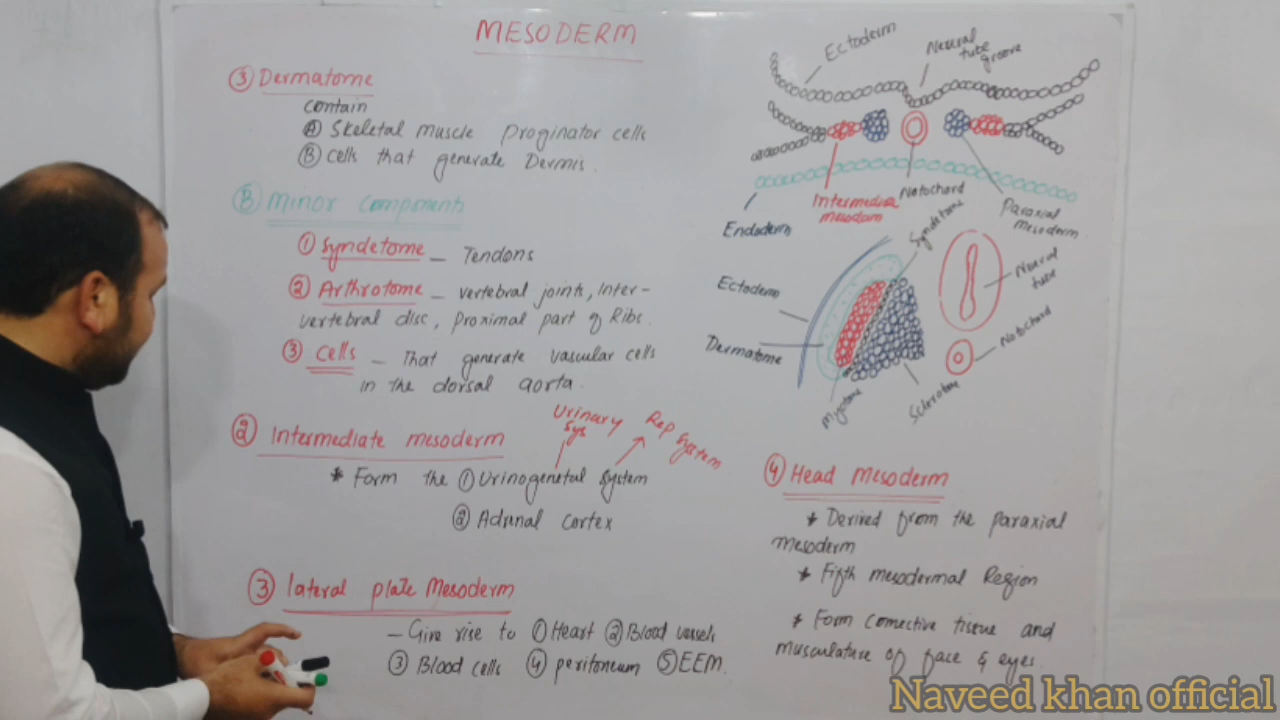 MESODERM
③ Dermatome
contain
Ⓐ Skeletal muscle proginator cells
Ⓑ cells that generate Dermis.
Ⓑ Minor components
① Syndetome – Tendons
② Arthrotome – vertebral joints, Inter-
vertebral disc, proximal part of Ribs.
③ Cells – That generate vascular cells
in the dorsal aorta.
② Intermediate mesoderm
Urinary
Sys
Rep System
* Form the ① Urinogenetal System
② Adrenal cortex
③ lateral plate Mesoderm
– Give rise to ① Heart ② Blood vessels
③ Blood cells ④ peritoneum ⑤ EEM.
Ectoderm
Neural
tube
groove
Intermediate
mesoderm
Notochord
Paraxial
mesoderm
Endoderm
Syndetome
Ectoderm
Neural
tube
Dermatome
Notochord
Myotome
Sclerotome
④ Head mesoderm
* Derived from the paraxial
mesoderm
* Fifth mesodermal Region
* Form connective tissue and
musculature of face & eyes.
Naveed khan official